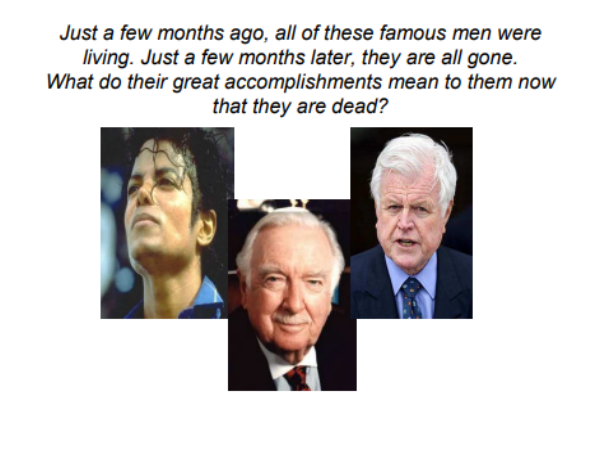 Just a few months ago, all of these famous men were
living. Just a few months later, they are all gone.
What do their great accomplishments mean to them now
that they are dead?